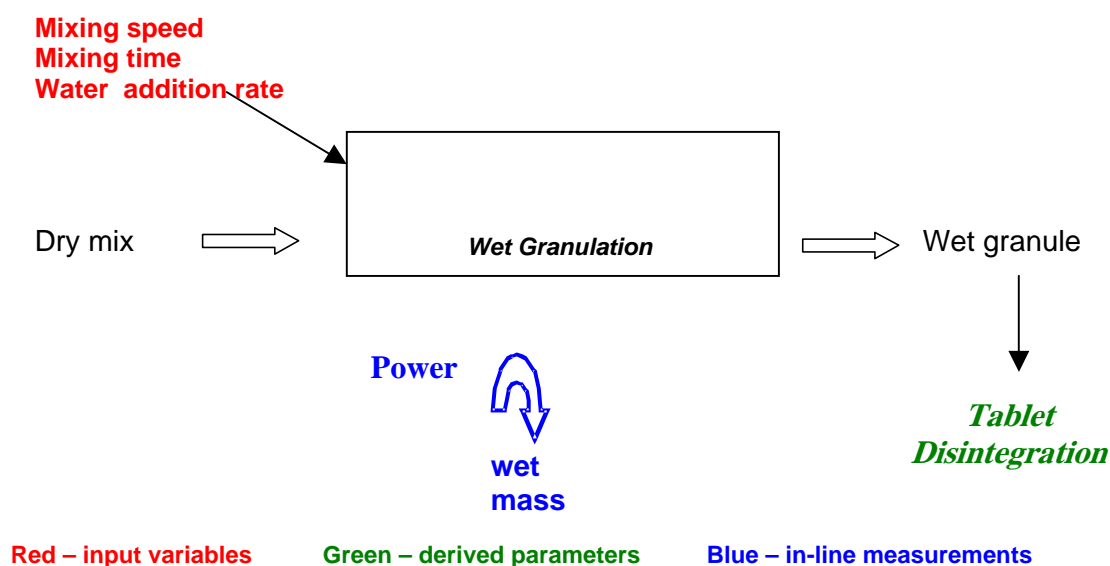 Mixing speed
Mixing time
Water addition rate
Dry mix
Wet Granulation
Wet granule
Power
wet
mass
Tablet
Disintegration
Red – input variables
Green – derived parameters
Blue – in-line measurements